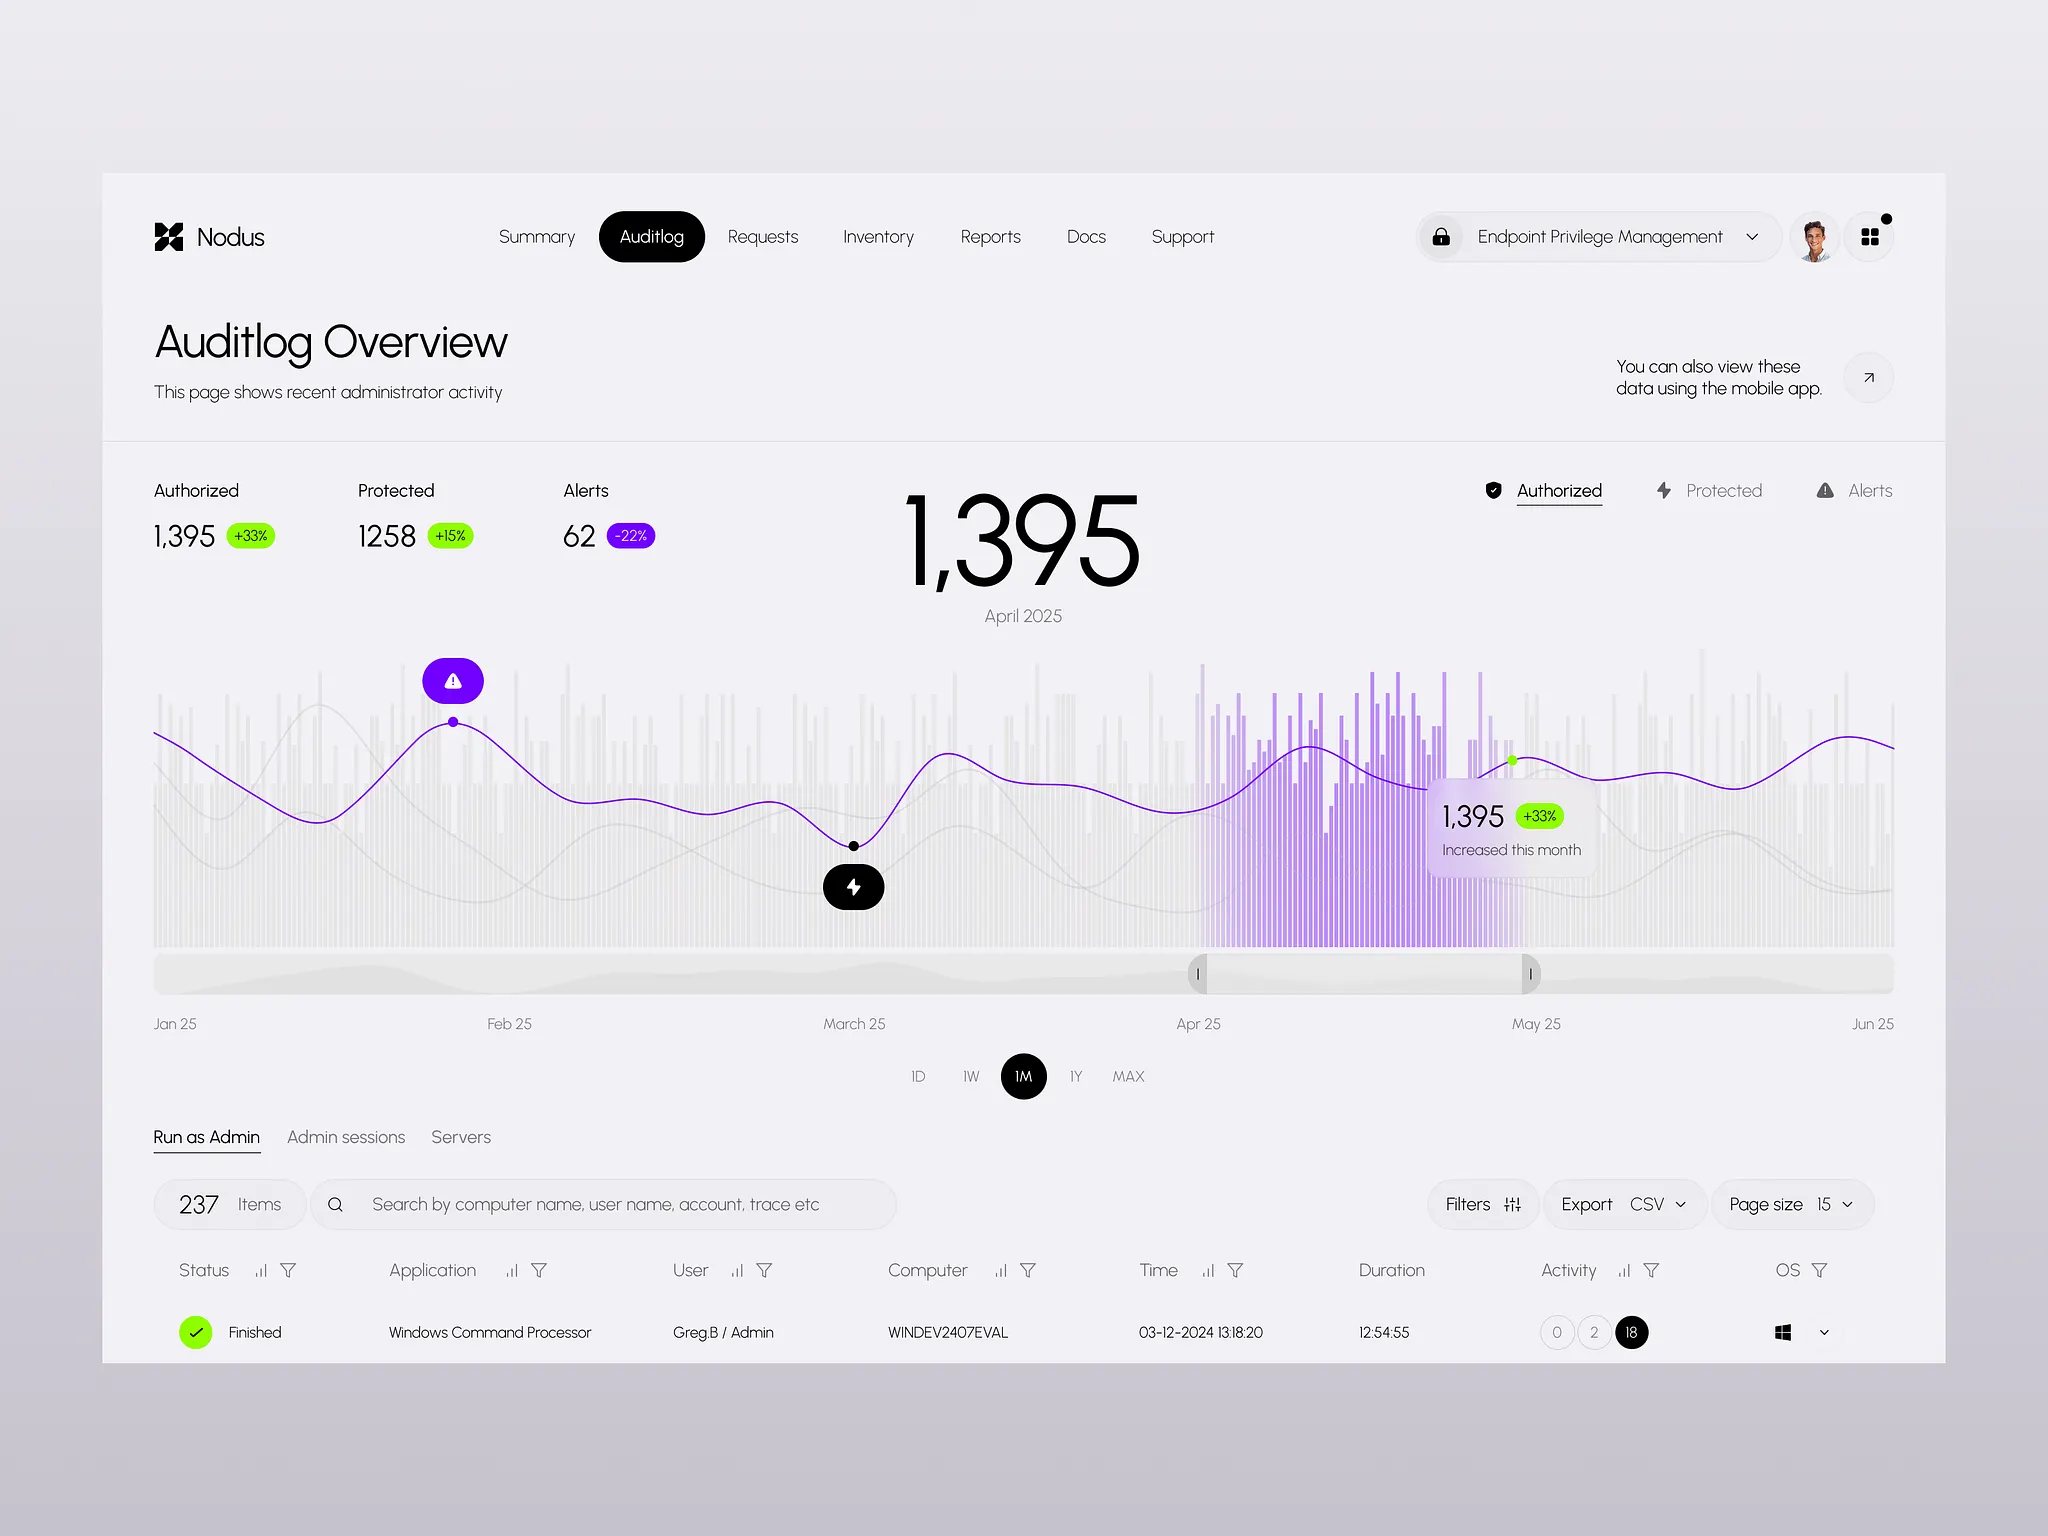 Nodus
Summary
Auditlog
Requests
Inventory
Reports
Docs
Support
Endpoint Privilege Management
Auditlog Overview
This page shows recent administrator activity
You can also view these
data using the mobile app.
Authorized
1,395 +33%
Protected
1258 +15%
Alerts
62 -22%
1,395
April 2025
Authorized
Protected
Alerts
1,395 +33%
Increased this month
Jan 25
Feb 25
March 25
Apr 25
May 25
Jun 25
1D
1W
1M
1Y
MAX
Run as Admin
Admin sessions
Servers
237 Items
Search by computer name, user name, account, trace etc
Filters
Export CSV
Page size 15
Status
Application
User
Computer
Time
Duration
Activity
OS
Finished
Windows Command Processor
Greg.B / Admin
WINDEV2407EVAL
03-12-2024 13:18:20
12:54:55
0
2
18